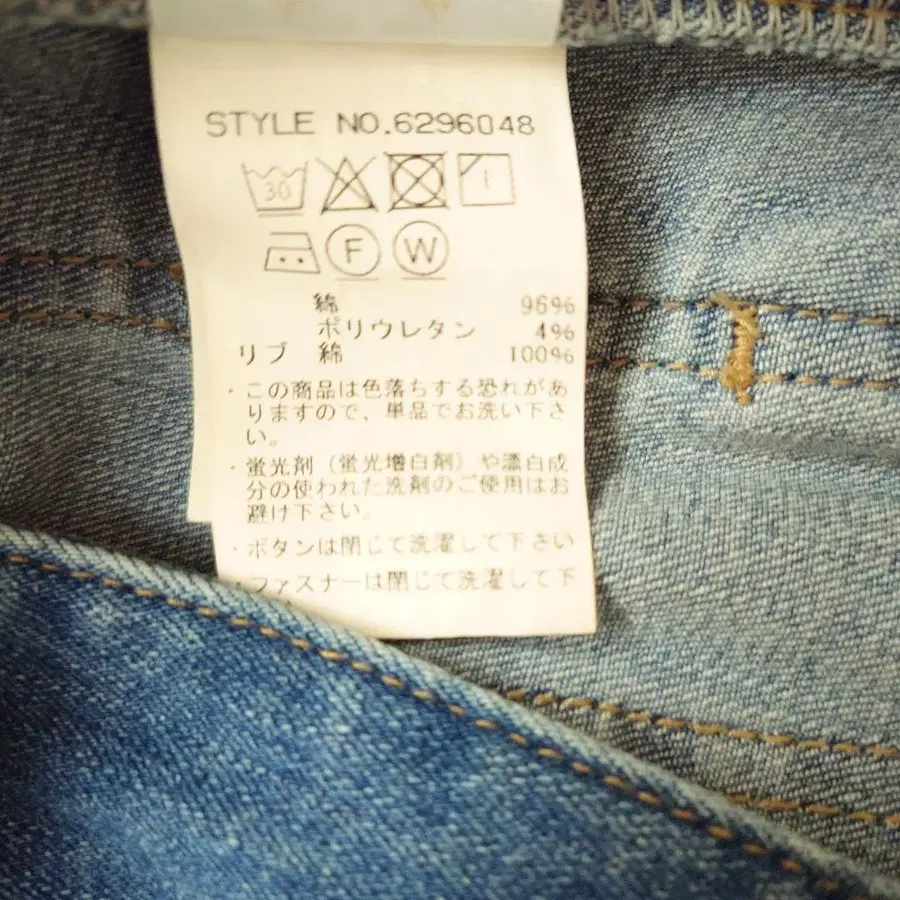 STYLE NO.6296048
30
F W
綿 96%
ポリウレタン 4%
リブ 綿 100%
・この商品は色落ちする恐れがあ
りますので、単品でお洗い下さ
い。
・蛍光剤（蛍光増白剤）や漂白成
分の使われた洗剤のご使用はお
避け下さい。
・ボタンは閉じて洗濯して下さい
・ファスナーは閉じて洗濯して下